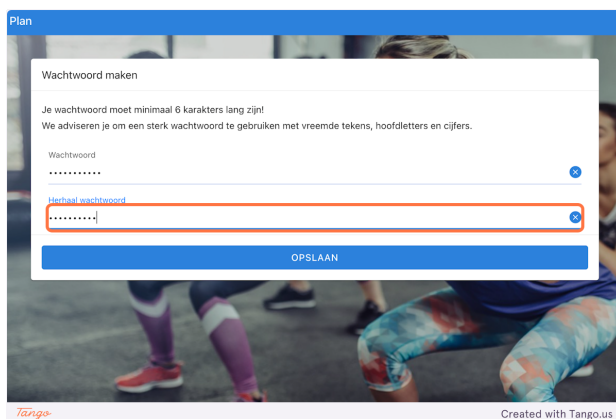 Plan
Wachtwoord maken
Je wachtwoord moet minimaal 6 karakters lang zijn!
We adviseren je om een sterk wachtwoord te gebruiken met vreemde tekens, hoofdletters en cijfers.
Wachtwoord
•••••••••••
Herhaal wachtwoord
••••••••••
OPSLAAN
Tango
Created with Tango.us